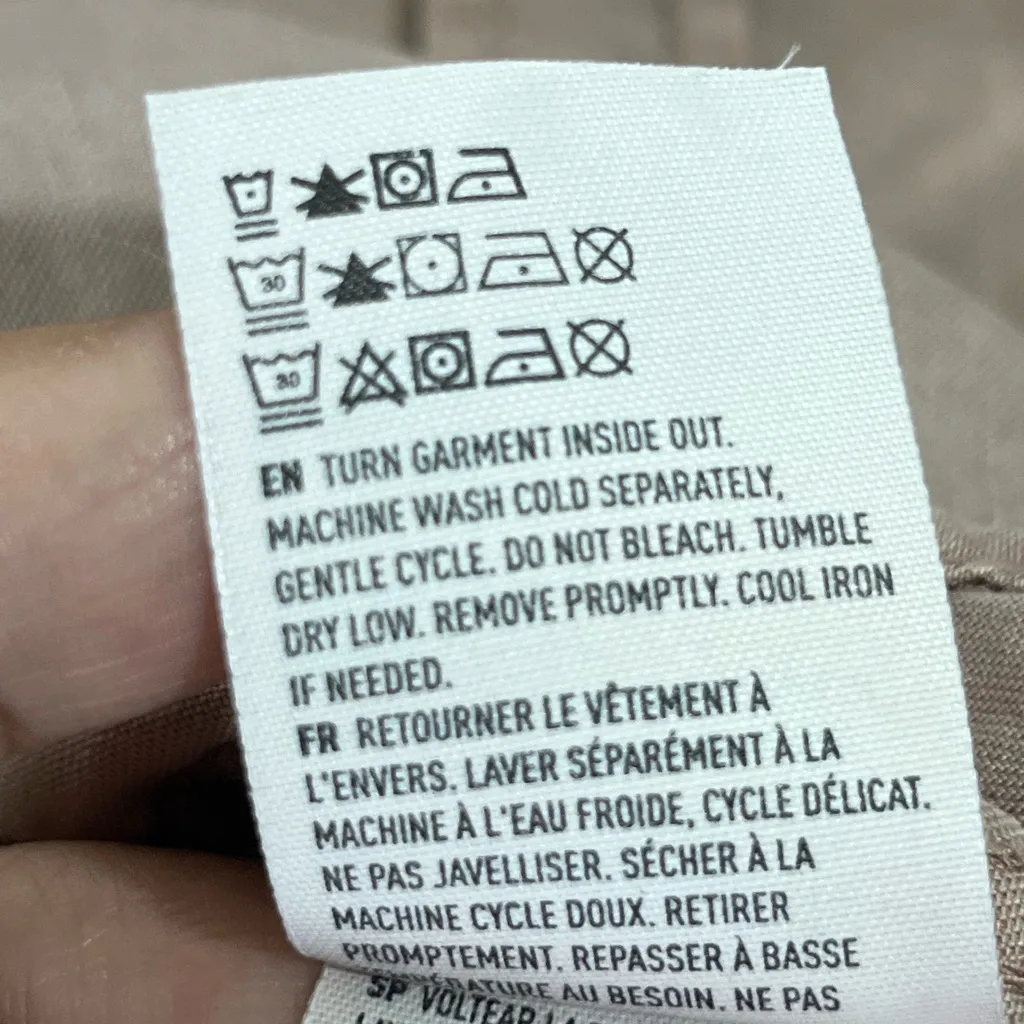 30
30
EN TURN GARMENT INSIDE OUT.
MACHINE WASH COLD SEPARATELY,
GENTLE CYCLE. DO NOT BLEACH. TUMBLE
DRY LOW. REMOVE PROMPTLY. COOL IRON
IF NEEDED.
FR RETOURNER LE VÊTEMENT À
L'ENVERS. LAVER SÉPARÉMENT À LA
MACHINE À L'EAU FROIDE, CYCLE DÉLICAT.
NE PAS JAVELLISER. SÉCHER À LA
MACHINE CYCLE DOUX. RETIRER
PROMPTEMENT. REPASSER À BASSE
AU BESOIN. NE PAS
SP VOLTEAR